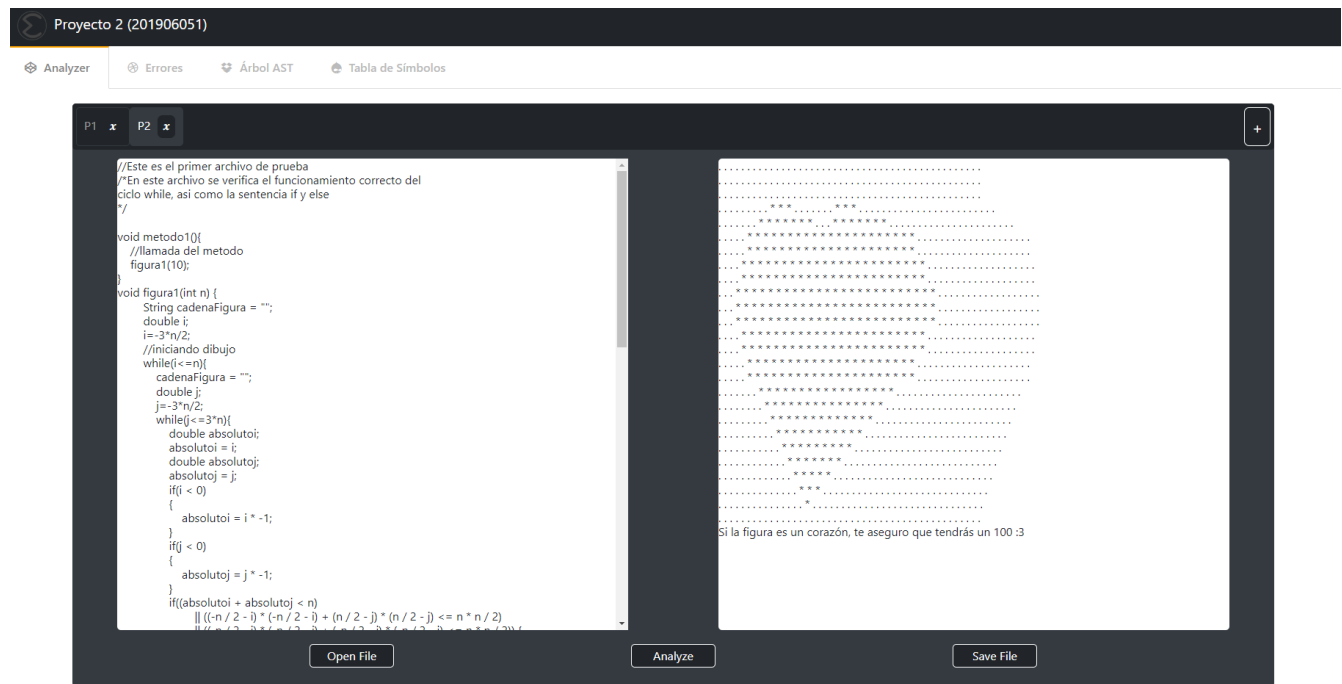 Proyecto 2 (201906051)
Analyzer Errores Árbol AST Tabla de Símbolos
P1 x P2 x +
//Este es el primer archivo de prueba
/*En este archivo se verifica el funcionamiento correcto del
ciclo while, asi como la sentencia if y else
*/
void metodo1(){
//llamada del metodo
figura1(10);
}
void figura1(int n) {
String cadenaFigura = "";
double i;
i=-3*n/2;
//iniciando dibujo
while(i<=n){
cadenaFigura = "";
double j;
j=-3*n/2;
while(j<=3*n){
double absolutoi;
absolutoi = i;
double absolutoj;
absolutoj = j;
if(i < 0)
{
absolutoi = i * -1;
}
if(j < 0)
{
absolutoj = j * -1;
}
if((absolutoi + absolutoj < n)
|| ((-n / 2 - i) * (-n / 2 - i) + (n / 2 - j) * (n / 2 - j) <= n * n / 2)
|| ((-n / 2 - i) * (-n / 2 - i) + (-n / 2 - j) * (-n / 2 - j) <= n * n / 2)) {
..............................................
..............................................
..............................................
.........***.......***........................
.......*******...*******......................
.....*********************....................
.....*********************....................
....***********************...................
....***********************...................
...*************************..................
...*************************..................
...*************************..................
....***********************...................
....***********************...................
.....*********************....................
.....*********************....................
.......*****************......................
........***************.......................
.........*************........................
..........***********.........................
...........*********..........................
............*******...........................
.............*****............................
..............***.............................
...............*..............................
..............................................
Si la figura es un corazón, te aseguro que tendrás un 100 :3
Open File Analyze Save File